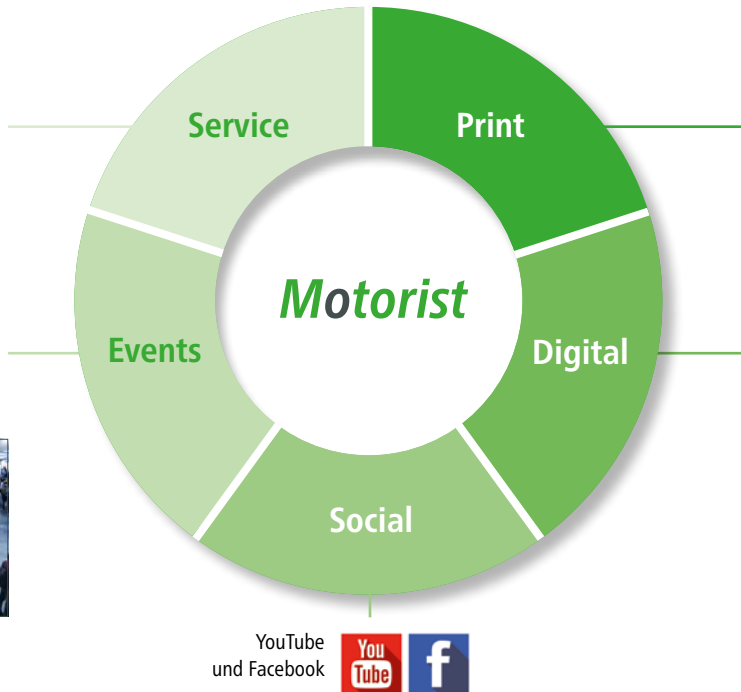 Service
Print
Motorist
Events
Digital
Social
YouTube
und Facebook
You
Tube
f